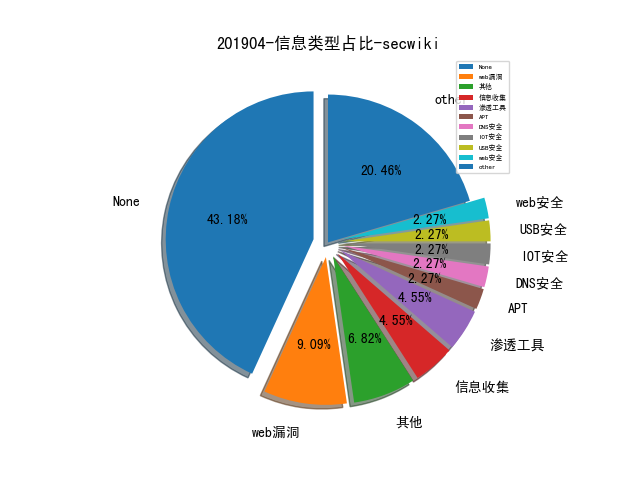 201904-信息类型占比-secwiki
None
web漏洞
其他
信息收集
渗透工具
APT
DNS安全
IOT安全
USB安全
web安全
other
othe
20.46%
None
43.18%
web安全
2.27%
USB安全
2.27%
IOT安全
2.27%
DNS安全
2.27%
APT
2.27%
渗透工具
4.55%
信息收集
4.55%
其他
6.82%
web漏洞
9.09%